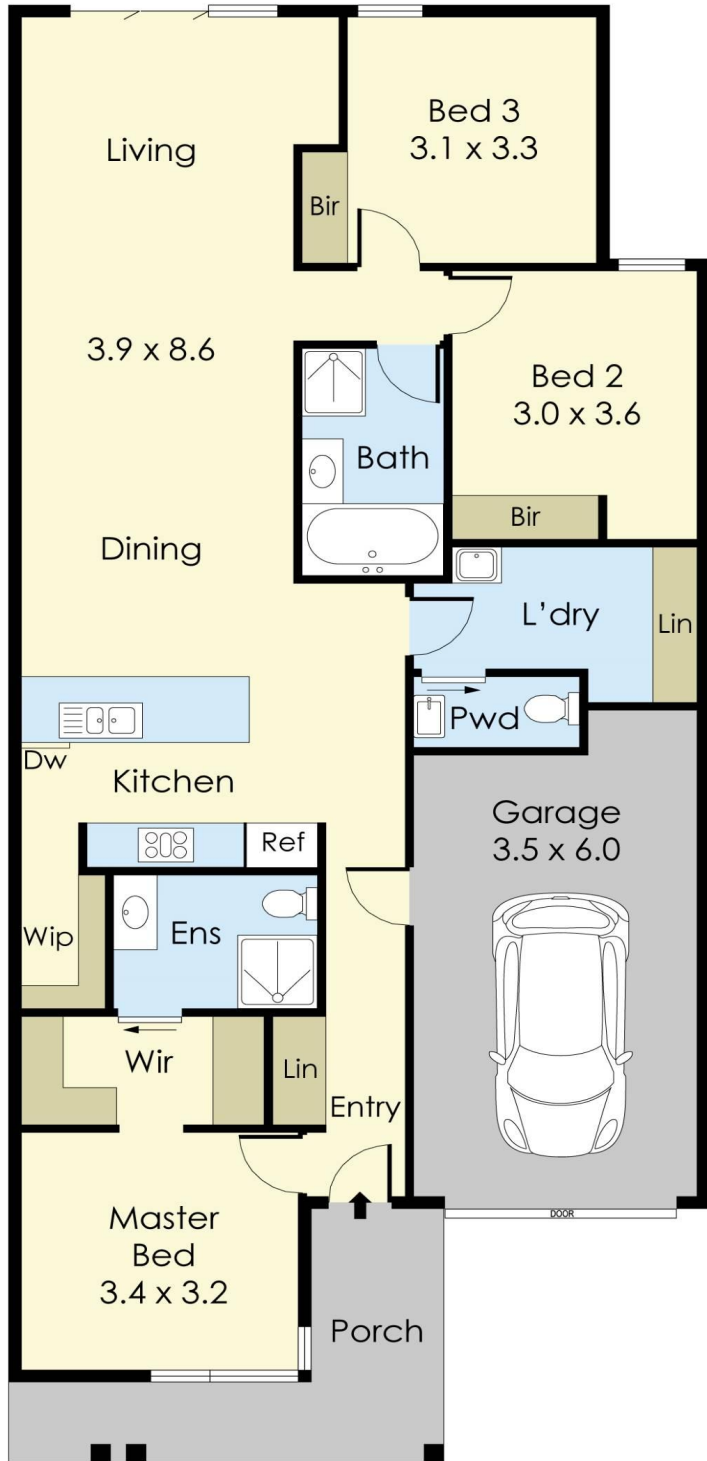 Living
Bed 3
3.1 x 3.3
Bir
3.9 x 8.6
Bed 2
3.0 x 3.6
Bath
Bir
Dining
L'dry
Lin
Pwd
Dw
Kitchen
Ref
Garage
3.5 x 6.0
Wip
Ens
Wir
Lin
Entry
DOOR
Master
Bed
3.4 x 3.2
Porch